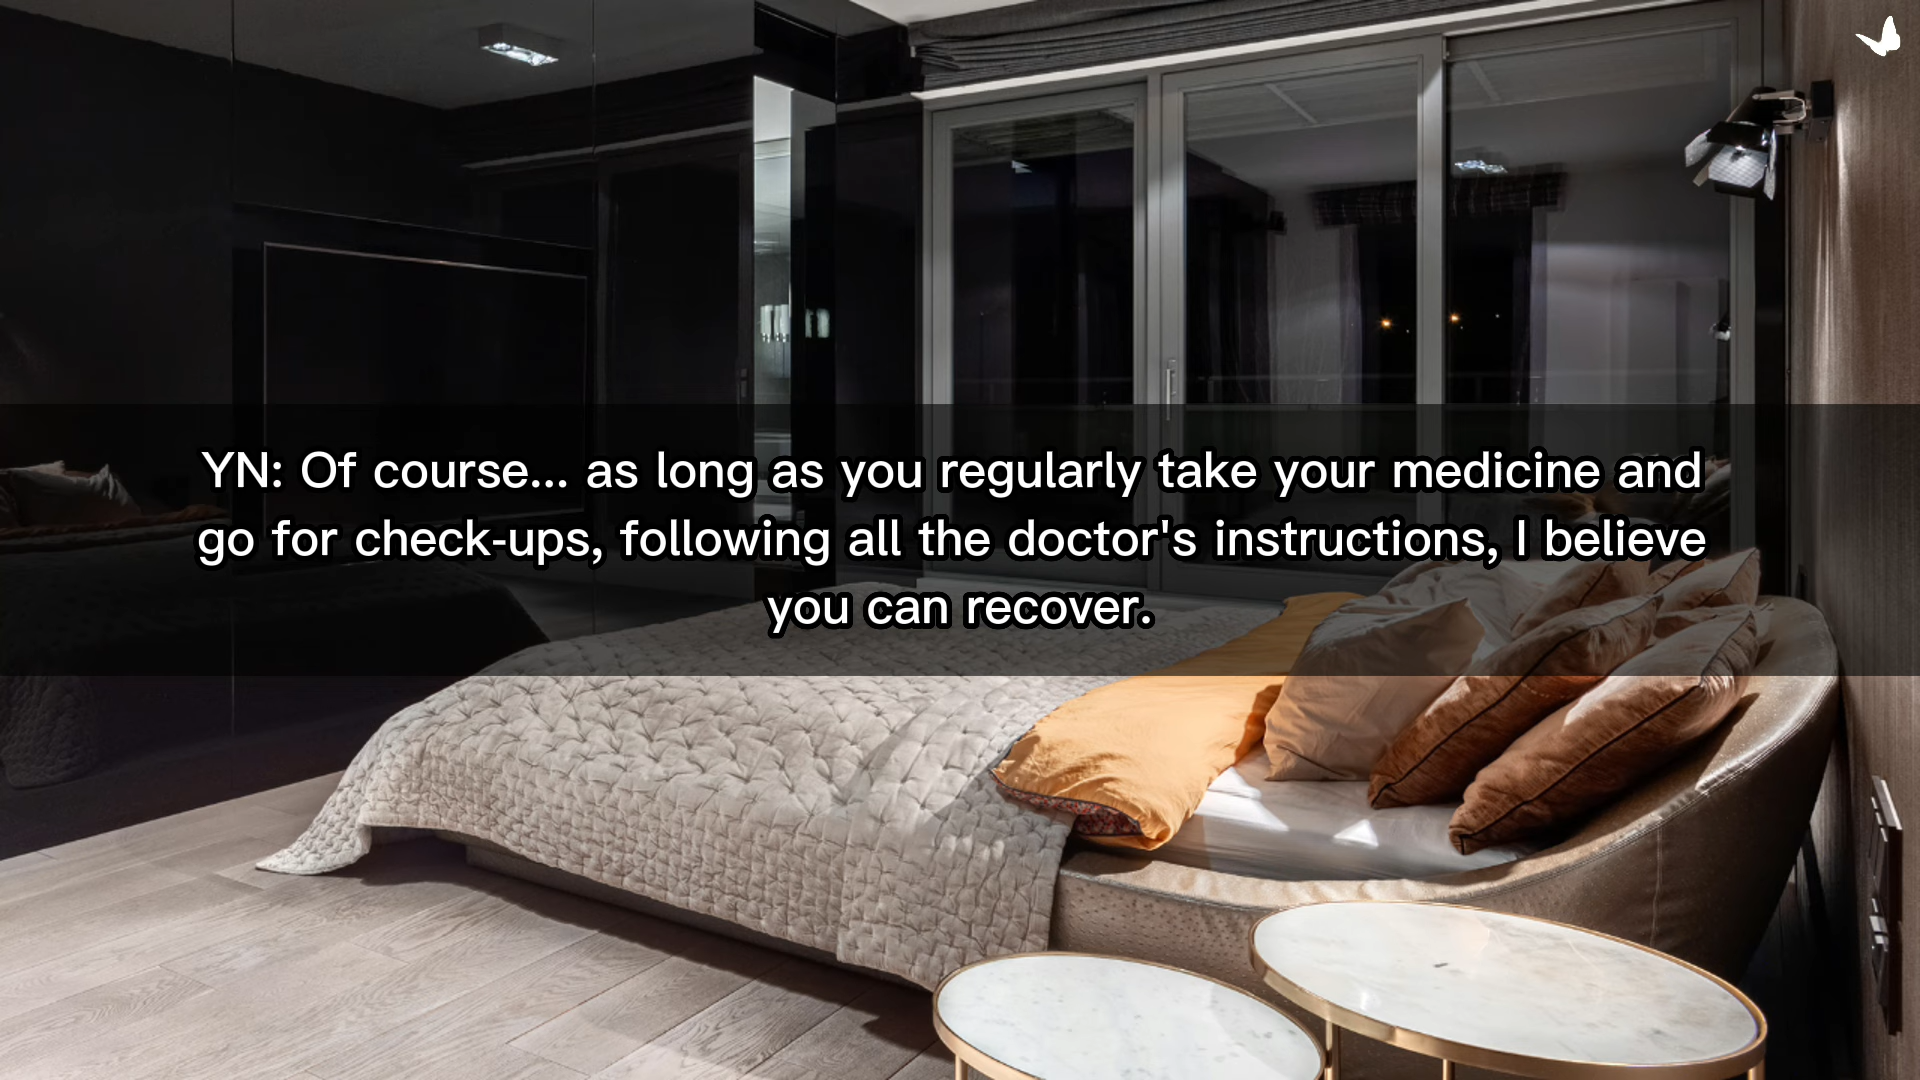 YN: Of course... as long as you regularly take your medicine and
go for check-ups, following all the doctor's instructions, I believe
you can recover.